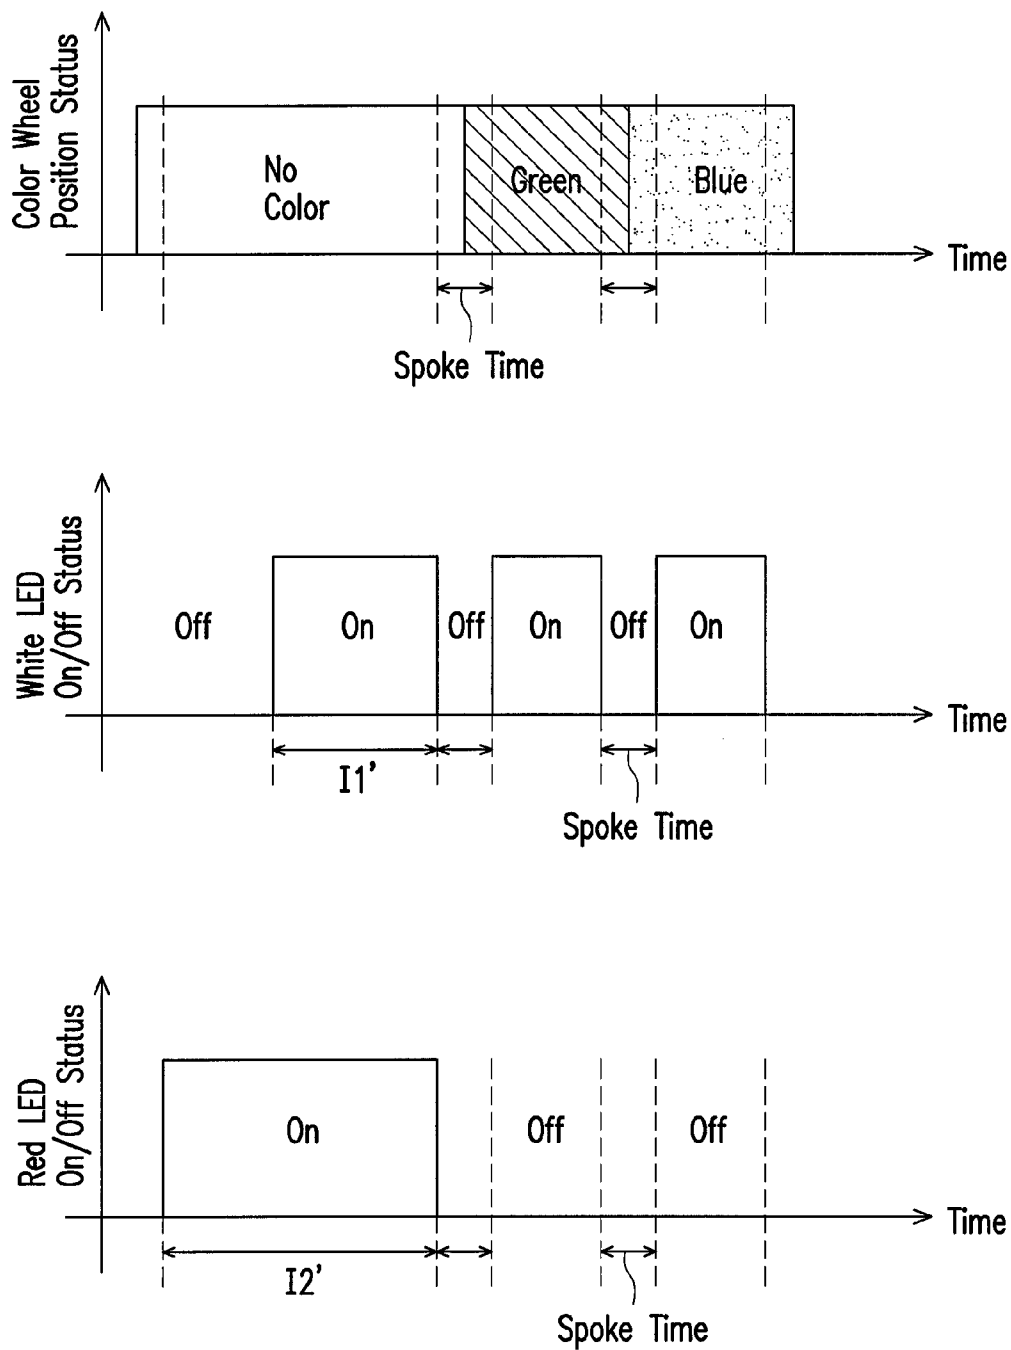 Color Wheel
Position Status
No
Color
Green
Blue
Time
Spoke Time
White LED
On/Off Status
Off
On
Off
On
Off
On
Time
I1’
Spoke Time
Red LED
On/Off Status
On
Off
Off
Time
I2’
Spoke Time